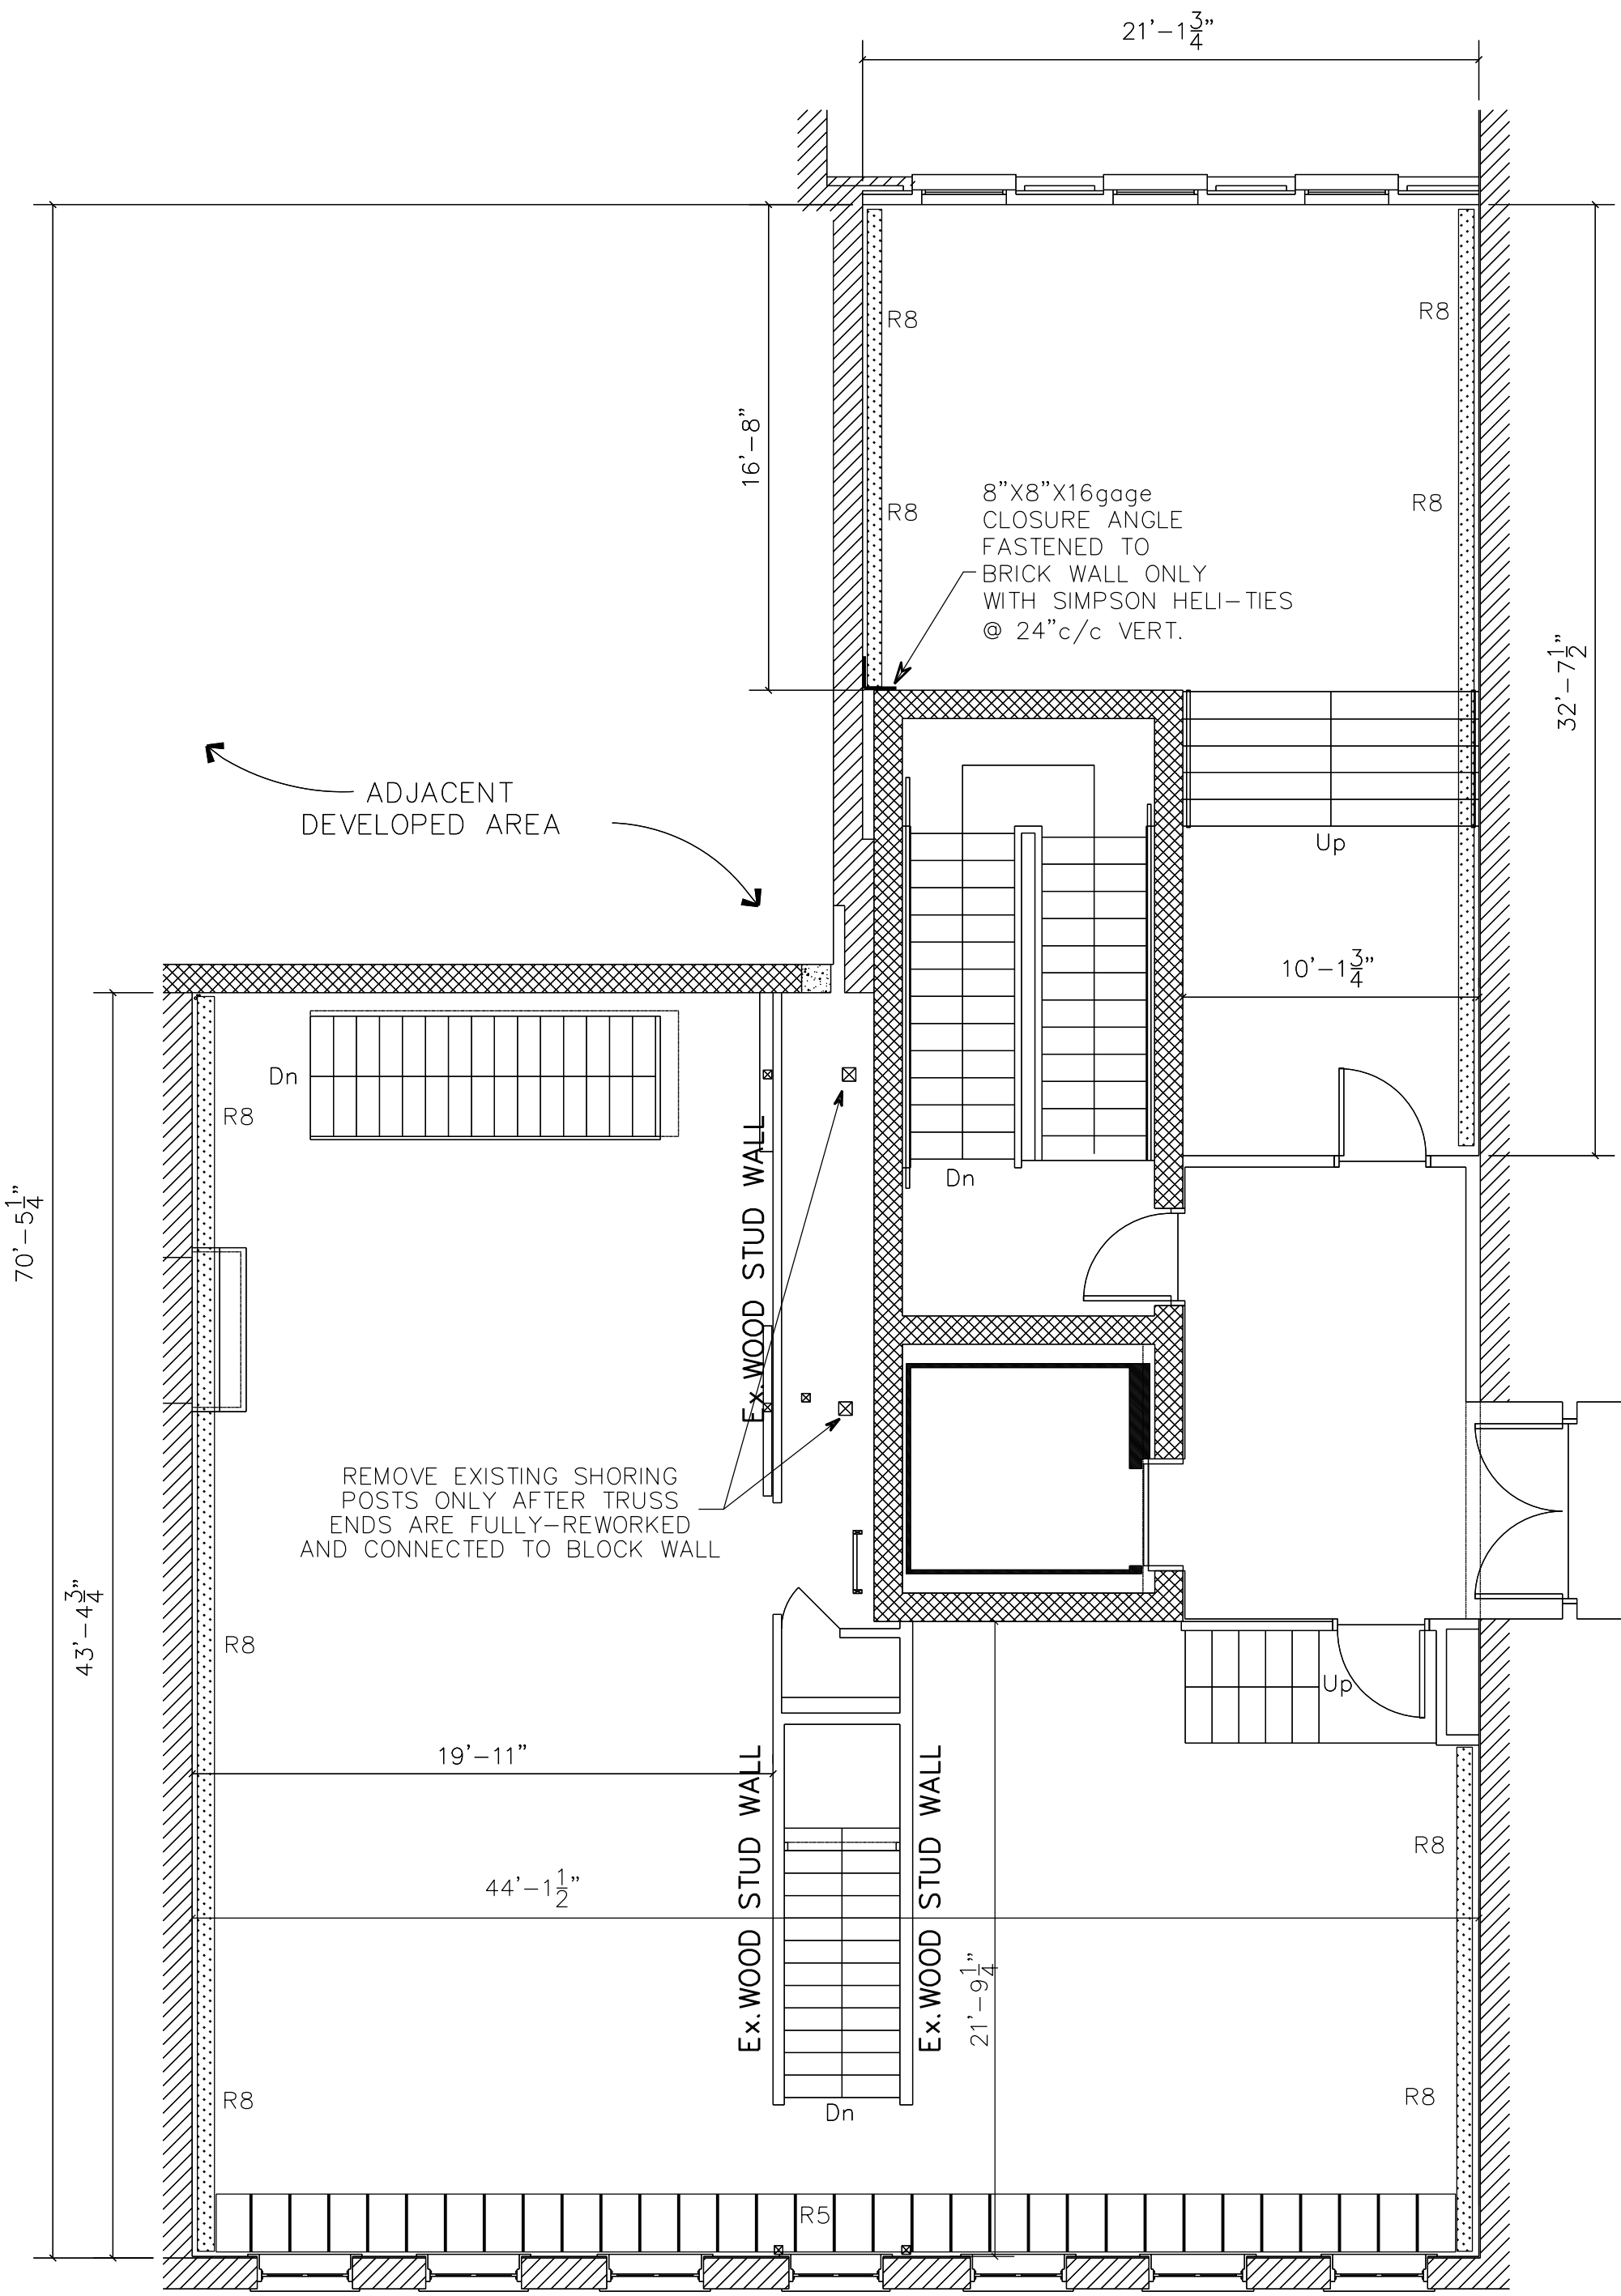 21'-1 3/4"
R8
R8
16'-8"
R8
R8
8"X8"X16gage
CLOSURE ANGLE
FASTENED TO
BRICK WALL ONLY
WITH SIMPSON HELI-TIES
@ 24"c/c VERT.
32'-7 1/2"
ADJACENT
DEVELOPED AREA
Up
10'-1 3/4"
Dn
R8
Dn
Ex.WOOD STUD WALL
70'-5 1/4"
REMOVE EXISTING SHORING
POSTS ONLY AFTER TRUSS
ENDS ARE FULLY-REWORKED
AND CONNECTED TO BLOCK WALL
43'-4 3/4"
R8
Up
19'-11"
Ex.WOOD STUD WALL
Ex.WOOD STUD WALL
R8
44'-1 1/2"
21'-9 1/4"
R8
R8
Dn
R5